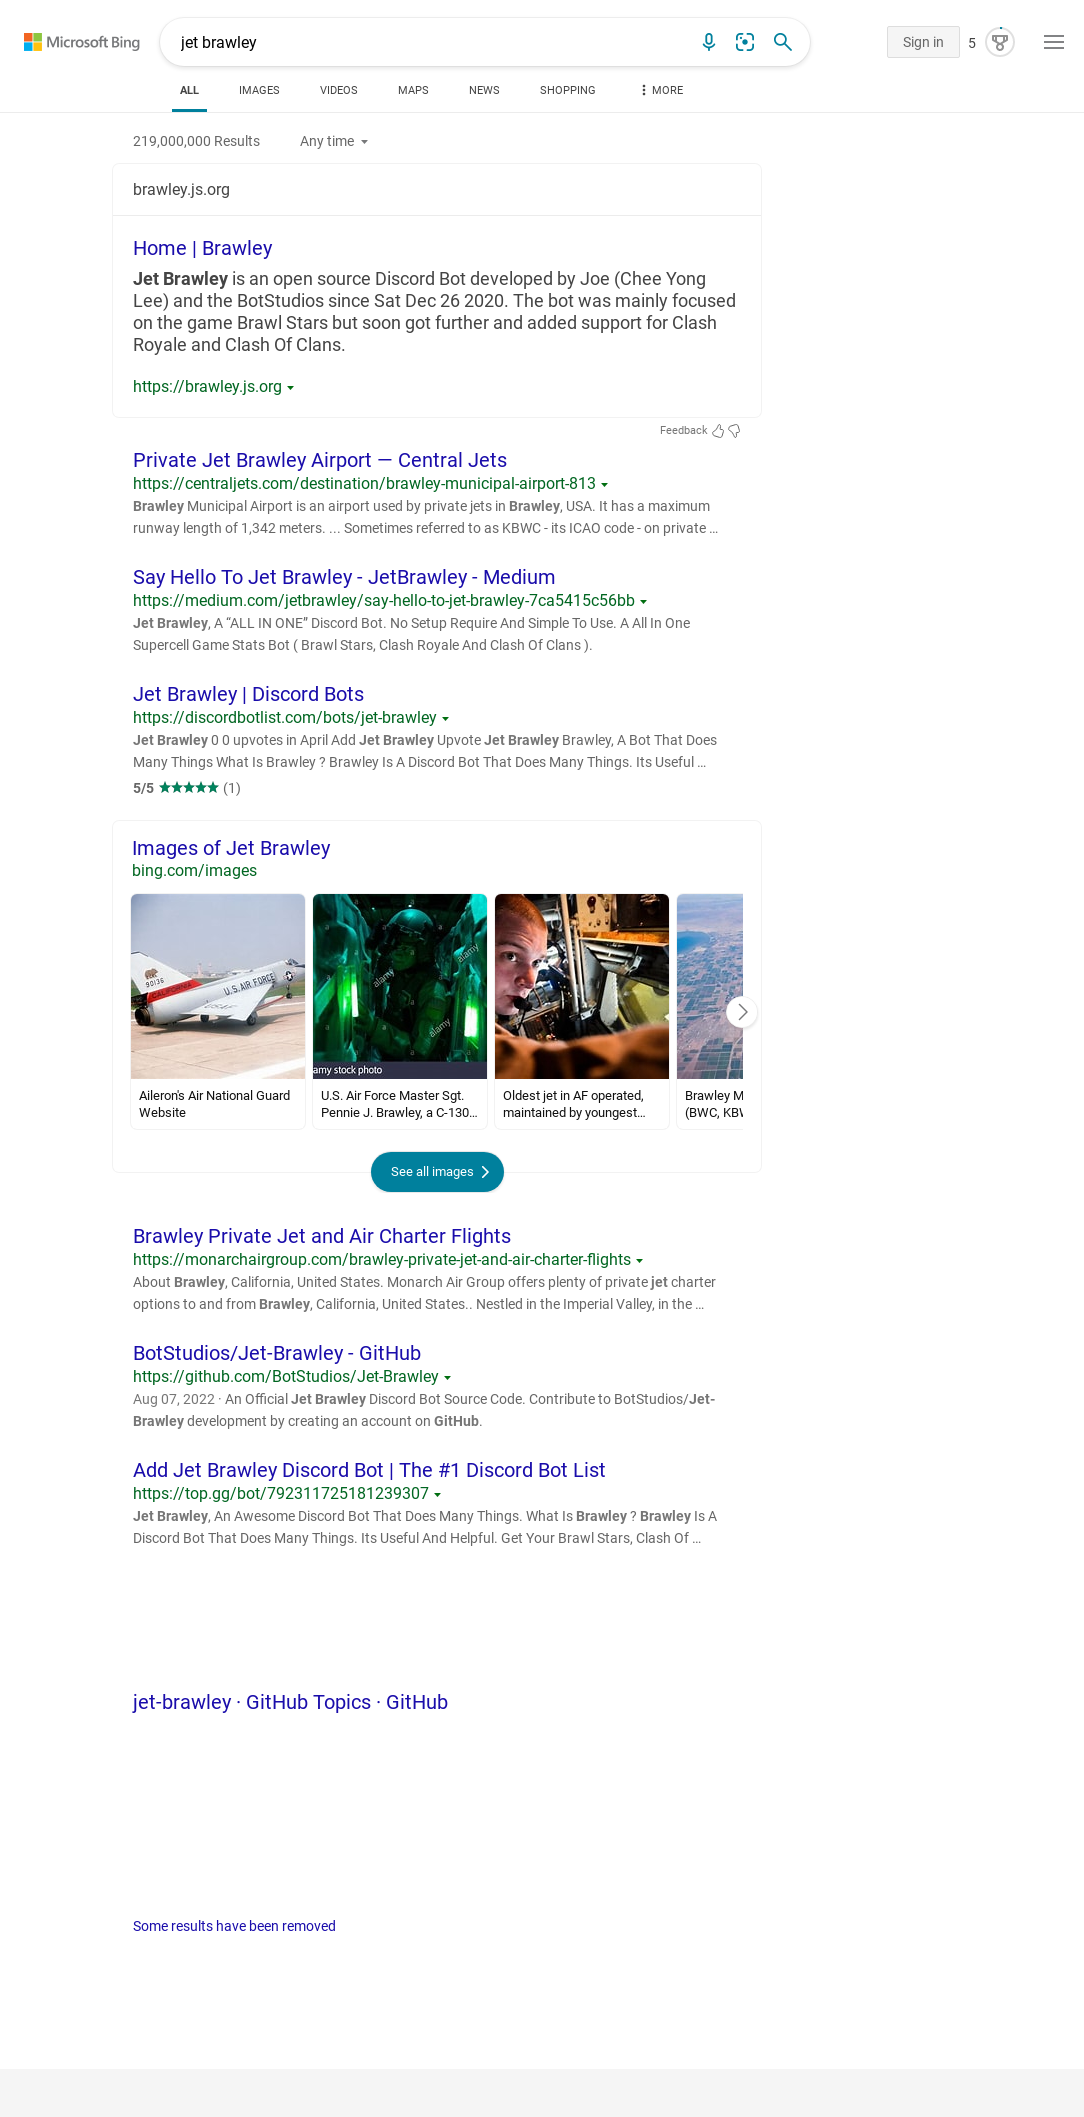 Microsoft Bing
jet brawley
Sign in
5
ALL
IMAGES
VIDEOS
MAPS
NEWS
SHOPPING
MORE
219,000,000 Results
Any time
brawley.js.org
Home | Brawley
Jet Brawley is an open source Discord Bot developed by Joe (Chee Yong
Lee) and the BotStudios since Sat Dec 26 2020. The bot was mainly focused
on the game Brawl Stars but soon got further and added support for Clash
Royale and Clash Of Clans.
https://brawley.js.org
Feedback
Private Jet Brawley Airport — Central Jets
https://centraljets.com/destination/brawley-municipal-airport-813
Brawley Municipal Airport is an airport used by private jets in Brawley, USA. It has a maximum
runway length of 1,342 meters. ... Sometimes referred to as KBWC - its ICAO code - on private …
Say Hello To Jet Brawley - JetBrawley - Medium
https://medium.com/jetbrawley/say-hello-to-jet-brawley-7ca5415c56bb
Jet Brawley, A “ALL IN ONE” Discord Bot. No Setup Require And Simple To Use. A All In One
Supercell Game Stats Bot ( Brawl Stars, Clash Royale And Clash Of Clans ).
Jet Brawley | Discord Bots
https://discordbotlist.com/bots/jet-brawley
Jet Brawley 0 0 upvotes in April Add Jet Brawley Upvote Jet Brawley Brawley, A Bot That Does
Many Things What Is Brawley ? Brawley Is A Discord Bot That Does Many Things. Its Useful …
5/5 ★★★★★ (1)
Images of Jet Brawley
bing.com/images
90136
CALIFORNIA
U.S. AIR FORCE
USAF
alamy
alamy
alamy
amy stock photo
Aileron's Air National Guard
Website
U.S. Air Force Master Sgt.
Pennie J. Brawley, a C-130…
Oldest jet in AF operated,
maintained by youngest…
Brawley M
(BWC, KBW
See all images
Brawley Private Jet and Air Charter Flights
https://monarchairgroup.com/brawley-private-jet-and-air-charter-flights
About Brawley, California, United States. Monarch Air Group offers plenty of private jet charter
options to and from Brawley, California, United States.. Nestled in the Imperial Valley, in the …
BotStudios/Jet-Brawley - GitHub
https://github.com/BotStudios/Jet-Brawley
Aug 07, 2022 · An Official Jet Brawley Discord Bot Source Code. Contribute to BotStudios/Jet-
Brawley development by creating an account on GitHub.
Add Jet Brawley Discord Bot | The #1 Discord Bot List
https://top.gg/bot/792311725181239307
Jet Brawley, An Awesome Discord Bot That Does Many Things. What Is Brawley ? Brawley Is A
Discord Bot That Does Many Things. Its Useful And Helpful. Get Your Brawl Stars, Clash Of …
jet-brawley · GitHub Topics · GitHub
Some results have been removed